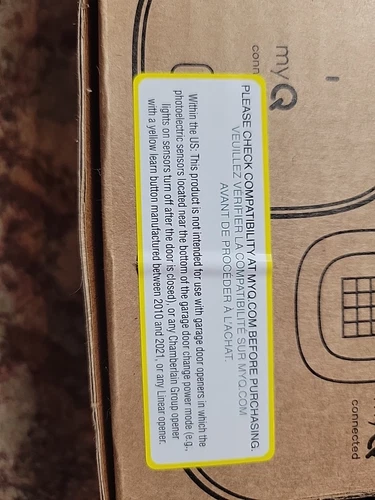 PLEASE CHECK COMPATIBILITY AT MYQ.COM BEFORE PURCHASING.
VEUILLEZ VÉRIFIER LA COMPATIBILITÉ SUR MYQ.COM
AVANT DE PROCÉDER À L'ACHAT.
Within the US: This product is not intended for use with garage door openers in which the
photoelectric sensors located near the bottom of the garage door change power mode (e.g.,
lights on sensors turn off after the door is closed), or any Chamberlain Group opener
with a yellow learn button manufactured between 2010 and 2021, or any Linear opener.
myQ
conn
Q
connected